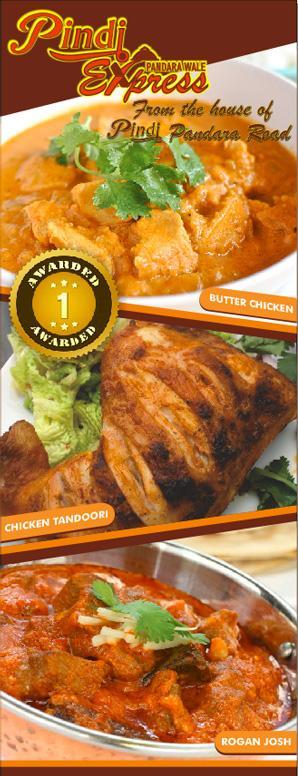 Pindi
PANDARA WALE
Express
From the house of
Pindi Pandara Road
BUTTER CHICKEN
AWARDED
1
AWARDED
CHICKEN TANDOORI
ROGAN JOSH